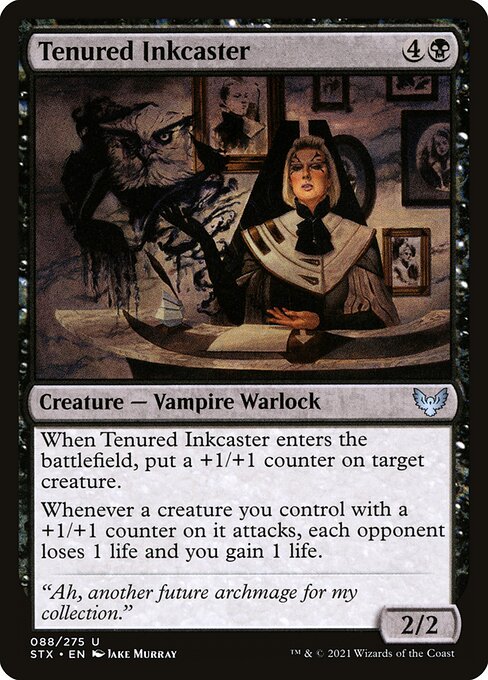 Tenured Inkcaster 4
Creature — Vampire Warlock
When Tenured Inkcaster enters the
battlefield, put a +1/+1 counter on target
creature.
Whenever a creature you control with a
+1/+1 counter on it attacks, each opponent
loses 1 life and you gain 1 life.
“Ah, another future archmage for my
collection.”
2/2
088/275 U
STX • EN Jake Murray ™ & © 2021 Wizards of the Coast